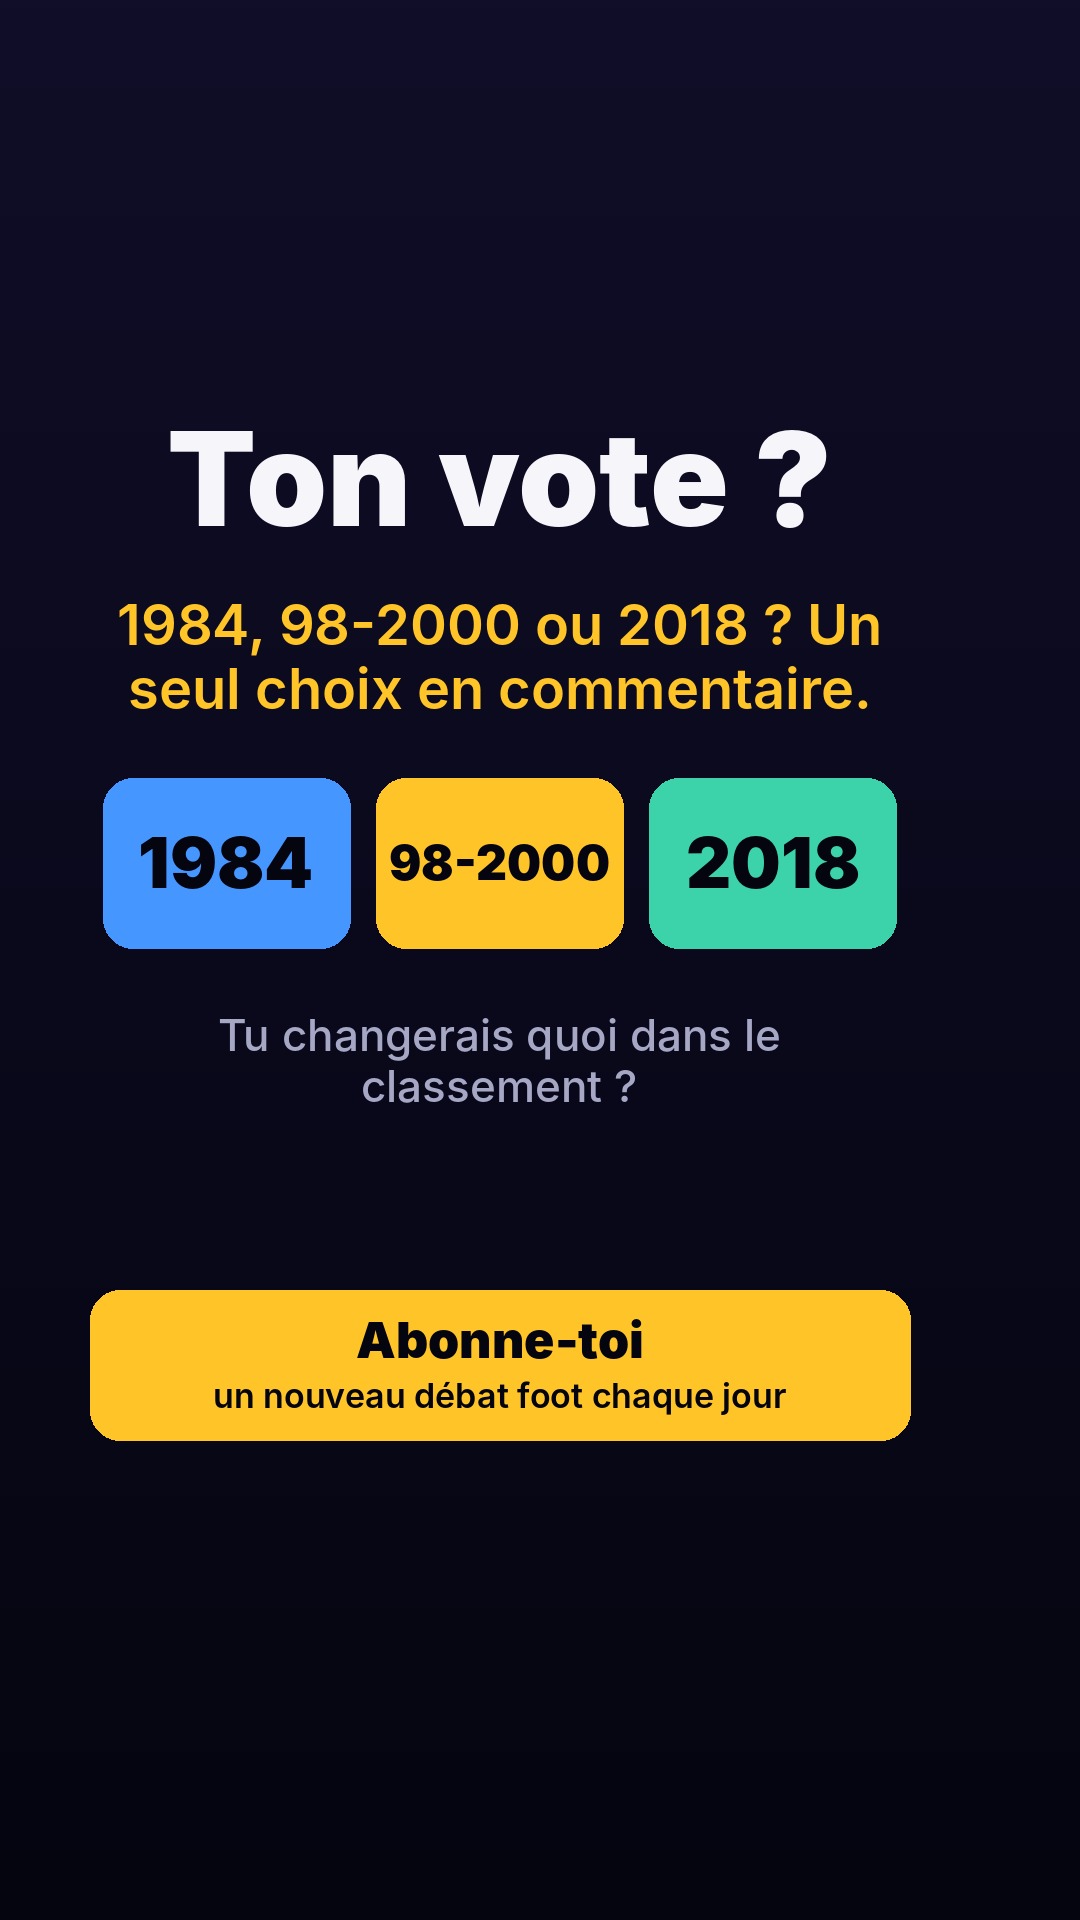 Ton vote ?
1984, 98-2000 ou 2018 ? Un
seul choix en commentaire.
1984
98-2000
2018
Tu changerais quoi dans le
classement ?
Abonne-toi
un nouveau débat foot chaque jour